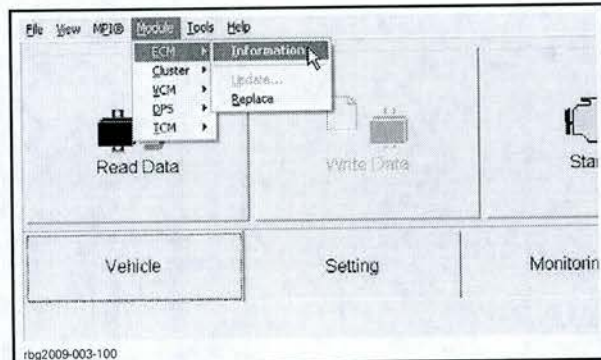 File View MPI® Module Tools Help
ECM Information
Cluster Update...
VCM Replace
DPS
ICM
Read Data Write Data Star
Vehicle Setting Monitorin
rbg2009-003-100